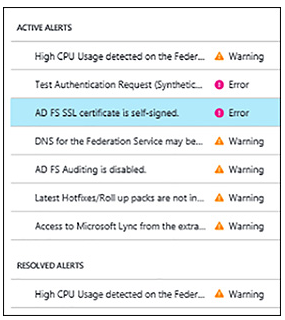 ACTIVE ALERTS
High CPU Usage detected on the Feder... Warning
Test Authentication Request (Synthetic... Error
AD FS SSL certificate is self-signed. Error
DNS for the Federation Service may be... Warning
AD FS Auditing is disabled. Warning
Latest Hotfixes/Roll up packs are not in... Warning
Access to Microsoft Lync from the extra... Warning
RESOLVED ALERTS
High CPU Usage detected on the Feder... Warning